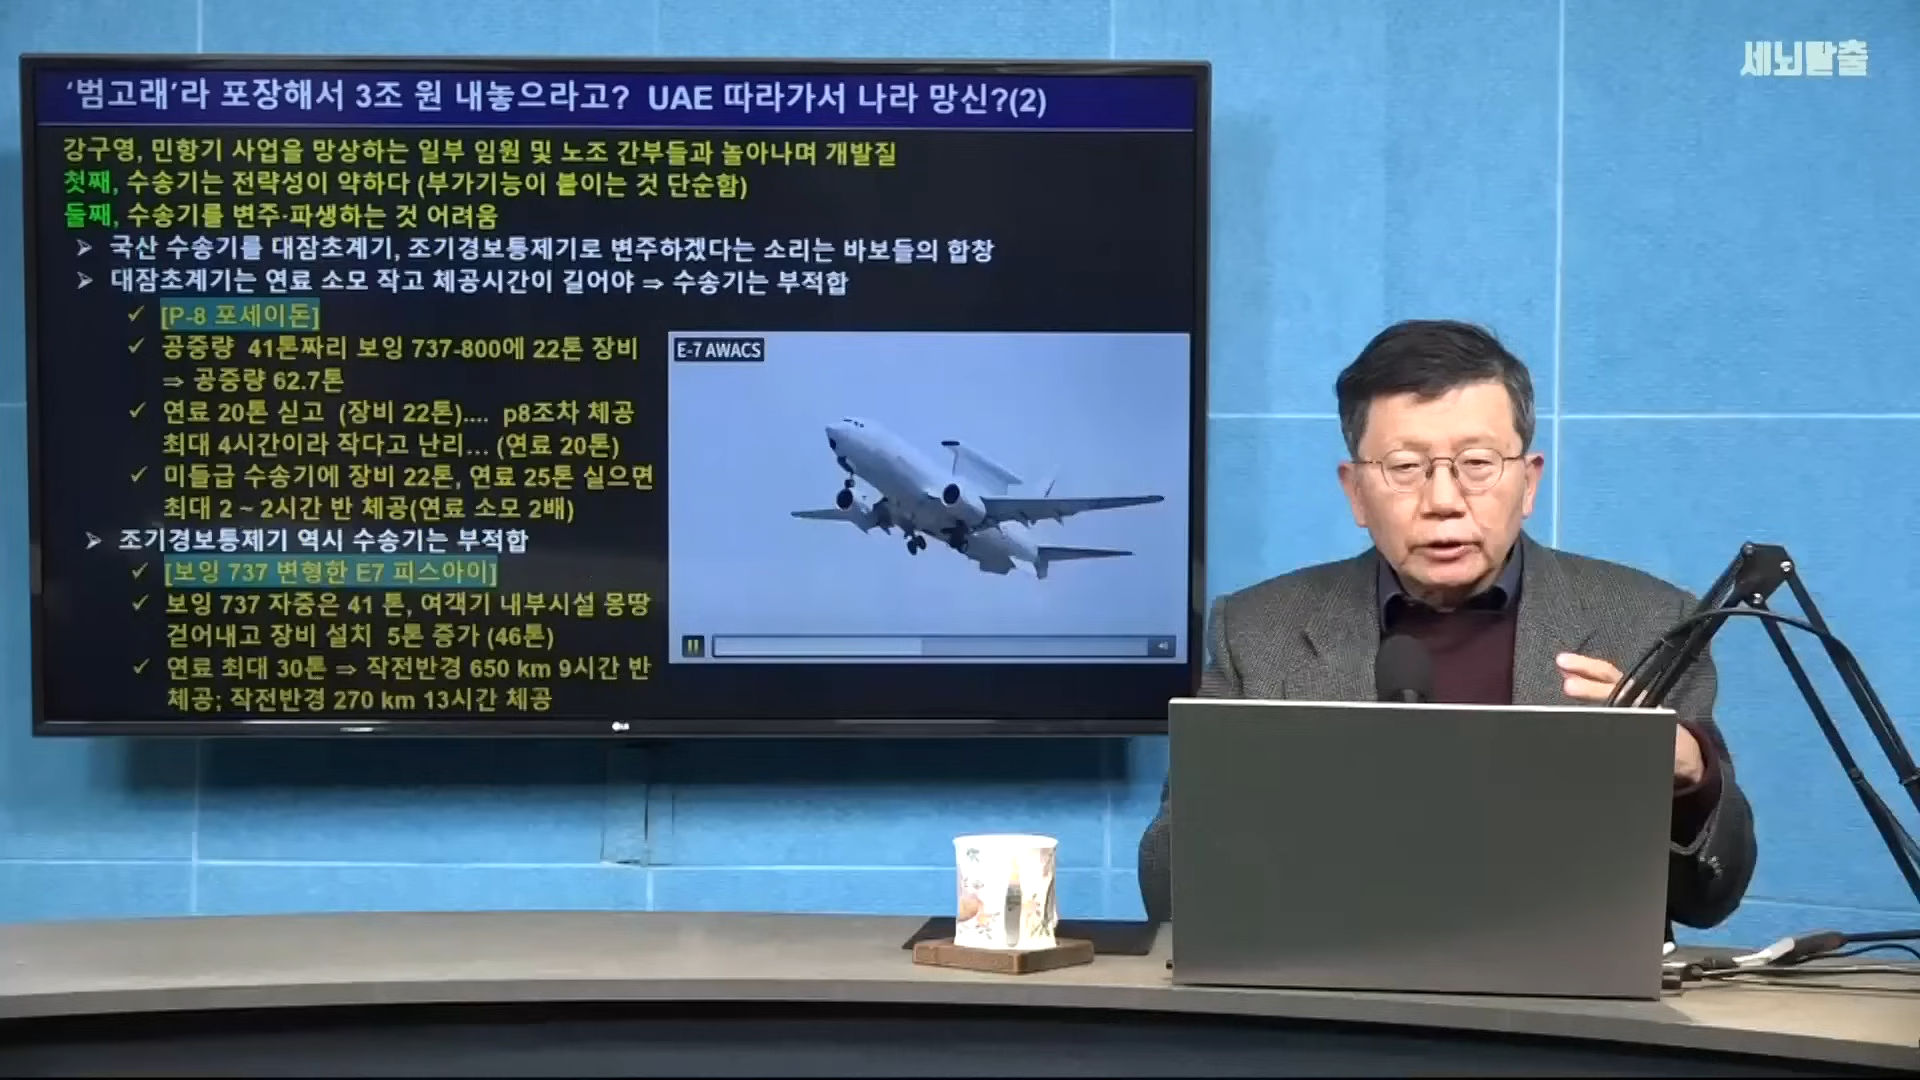 세뇌탈출
'범고래'라 포장해서 3조 원 내놓으라고? UAE 따라가서 나라 망신?(2)
강구영, 민항기 사업을 망상하는 일부 임원 및 노조 간부들과 놀아나며 개발질
첫째, 수송기는 전략성이 약하다 (부가기능이 붙이는 것 단순함)
둘째, 수송기를 변주·파생하는 것 어려움
➢ 국산 수송기를 대잠초계기, 조기경보통제기로 변주하겠다는 소리는 바보들의 합창
➢ 대잠초계기는 연료 소모 작고 체공시간이 길어야 ⇒ 수송기는 부적합
✓ [P-8 포세이돈]
✓ 공중량 41톤짜리 보잉 737-800에 22톤 장비
⇒ 공중량 62.7톤
✓ 연료 20톤 싣고 (장비 22톤).... p8조차 체공
최대 4시간이라 작다고 난리... (연료 20톤)
✓ 미들급 수송기에 장비 22톤, 연료 25톤 실으면
최대 2 ~ 2시간 반 체공(연료 소모 2배)
➢ 조기경보통제기 역시 수송기는 부적합
✓ [보잉 737 변형한 E7 피스아이]
✓ 보잉 737 자중은 41 톤, 여객기 내부시설 몽땅
걷어내고 장비 설치 5톤 증가 (46톤)
✓ 연료 최대 30톤 ⇒ 작전반경 650 km 9시간 반
체공; 작전반경 270 km 13시간 체공
E-7 AWACS
LG